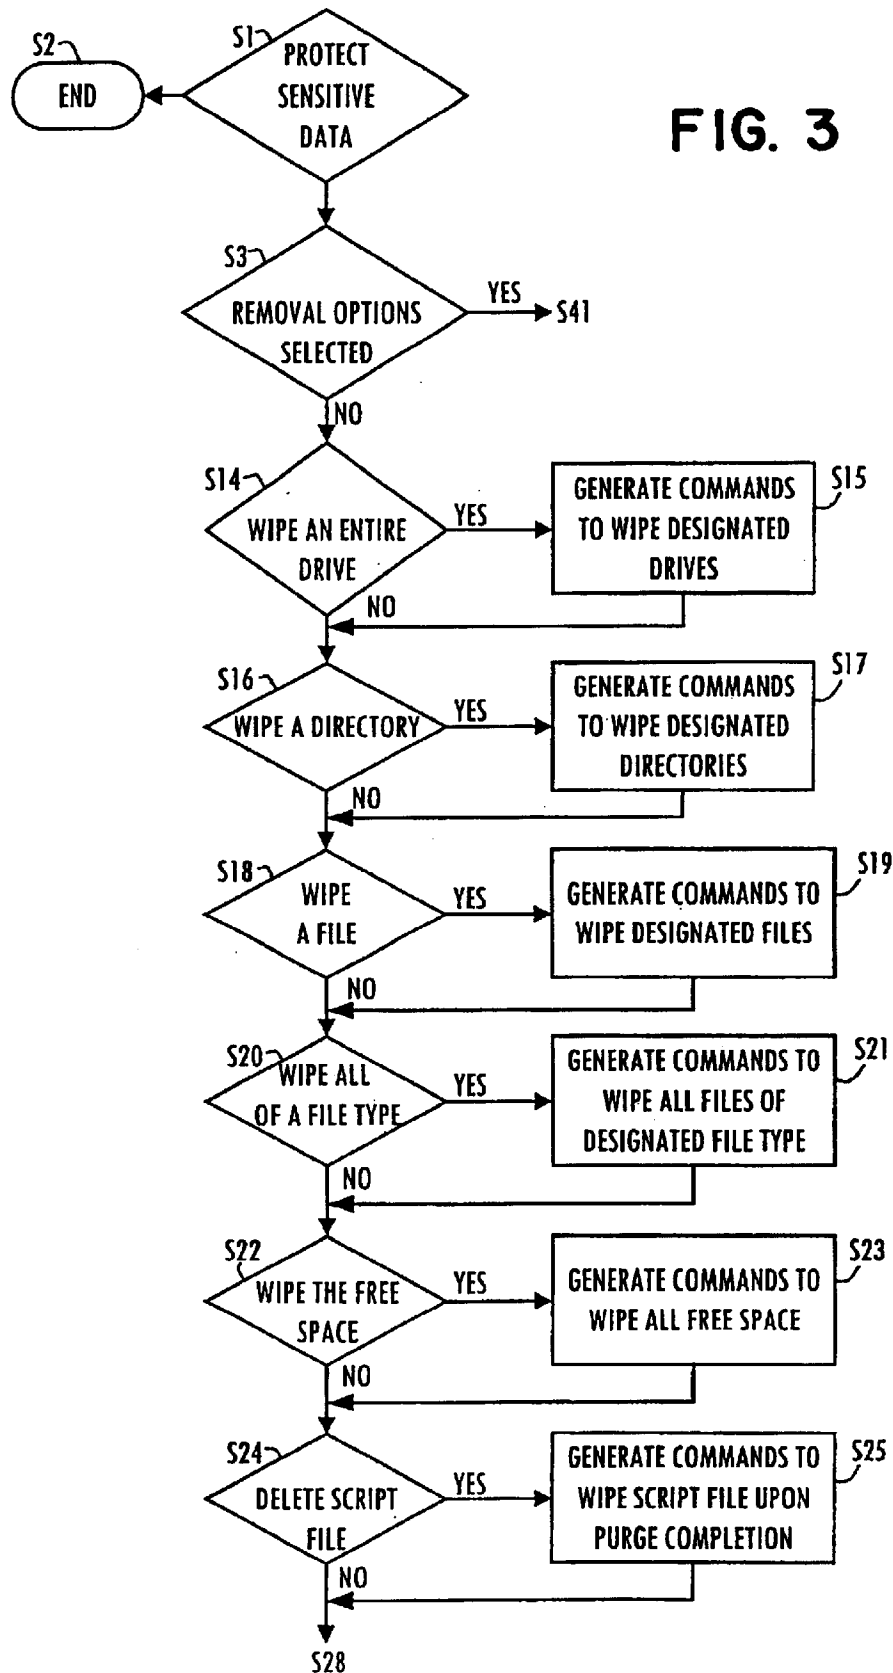 S1
S2
PROTECT
SENSITIVE
DATA
END
FIG. 3
S3
REMOVAL OPTIONS
SELECTED
YES
S41
NO
S14
WIPE AN ENTIRE
DRIVE
YES
GENERATE COMMANDS
TO WIPE DESIGNATED
DRIVES
S15
NO
S16
WIPE A DIRECTORY
YES
GENERATE COMMANDS
TO WIPE DESIGNATED
DIRECTORIES
S17
NO
S18
WIPE
A FILE
YES
GENERATE COMMANDS TO
WIPE DESIGNATED FILES
S19
NO
S20
WIPE ALL
OF A FILE TYPE
YES
GENERATE COMMANDS TO
WIPE ALL FILES OF
DESIGNATED FILE TYPE
S21
NO
S22
WIPE THE FREE
SPACE
YES
GENERATE COMMANDS TO
WIPE ALL FREE SPACE
S23
NO
S24
DELETE SCRIPT
FILE
YES
GENERATE COMMANDS TO
WIPE SCRIPT FILE UPON
PURGE COMPLETION
S25
NO
S28